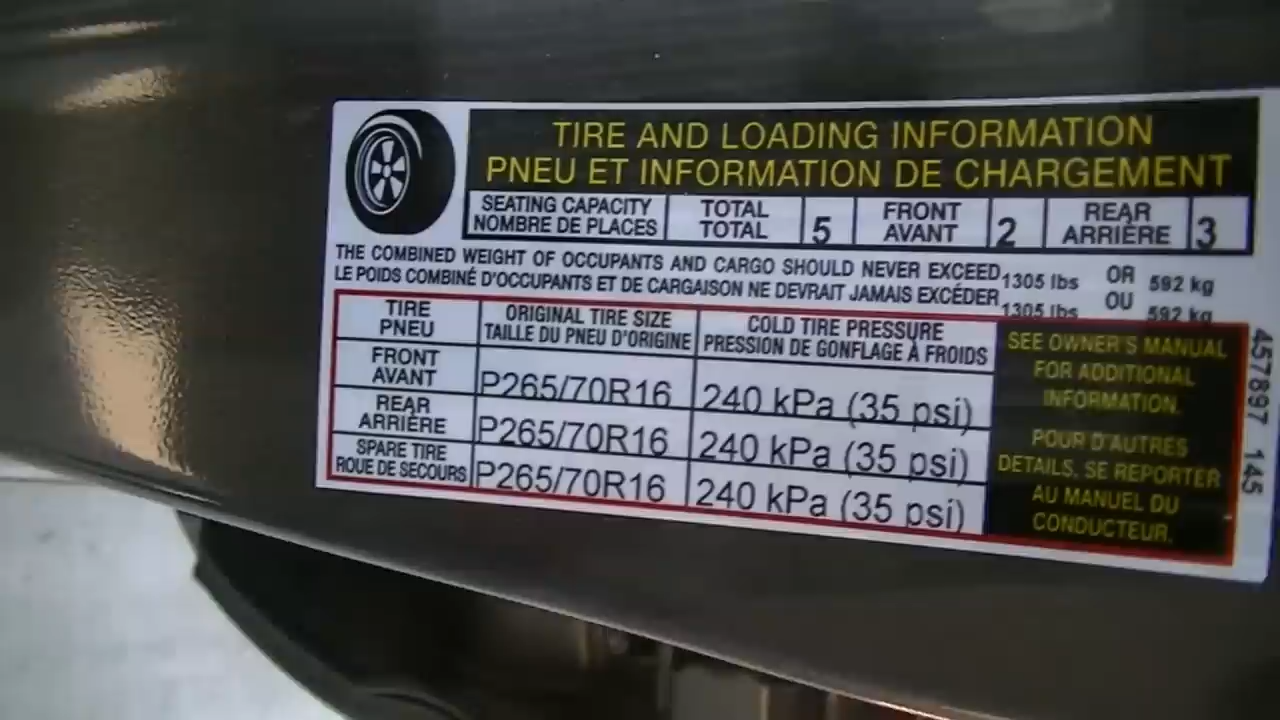 TIRE AND LOADING INFORMATION
PNEU ET INFORMATION DE CHARGEMENT
SEATING CAPACITY TOTAL 5 FRONT 2 REAR 3
NOMBRE DE PLACES TOTAL AVANT ARRIÈRE
THE COMBINED WEIGHT OF OCCUPANTS AND CARGO SHOULD NEVER EXCEED 1305 lbs OR 592 kg
LE POIDS COMBINÉ D'OCCUPANTS ET DE CARGAISON NE DEVRAIT JAMAIS EXCÉDER 1305 lbs OU 592 kg
TIRE ORIGINAL TIRE SIZE COLD TIRE PRESSURE
PNEU TAILLE DU PNEU D'ORIGINE PRESSION DE GONFLAGE À FROIDS
FRONT
AVANT P265/70R16 240 kPa (35 psi)
REAR
ARRIÈRE P265/70R16 240 kPa (35 psi)
SPARE TIRE
ROUE DE SECOURS P265/70R16 240 kPa (35 psi)
SEE OWNER'S MANUAL
FOR ADDITIONAL
INFORMATION.
POUR D'AUTRES
DETAILS, SE REPORTER
AU MANUEL DU
CONDUCTEUR.
457897 145